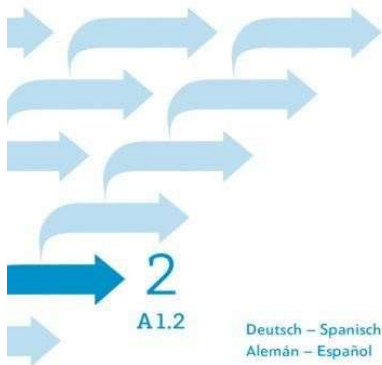 2
A1.2
Deutsch – Spanisch
Alemán – Español